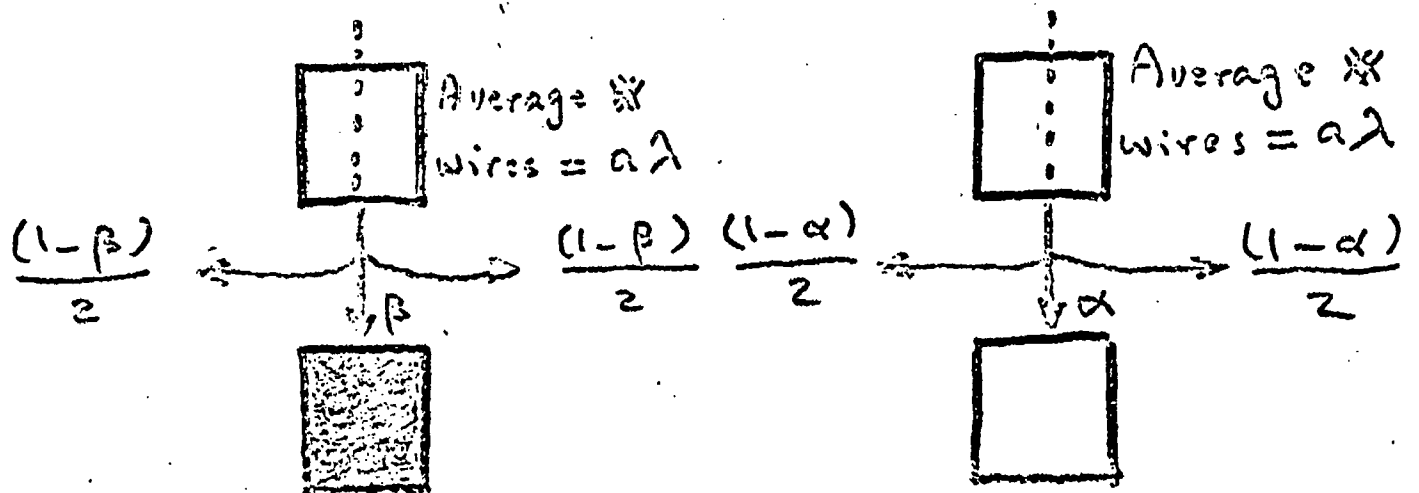 Average ※
wires = aλ
(1-β)/2
(1-β)/2
β
Average ※
wires = aλ
(1-α)/2
(1-α)/2
α